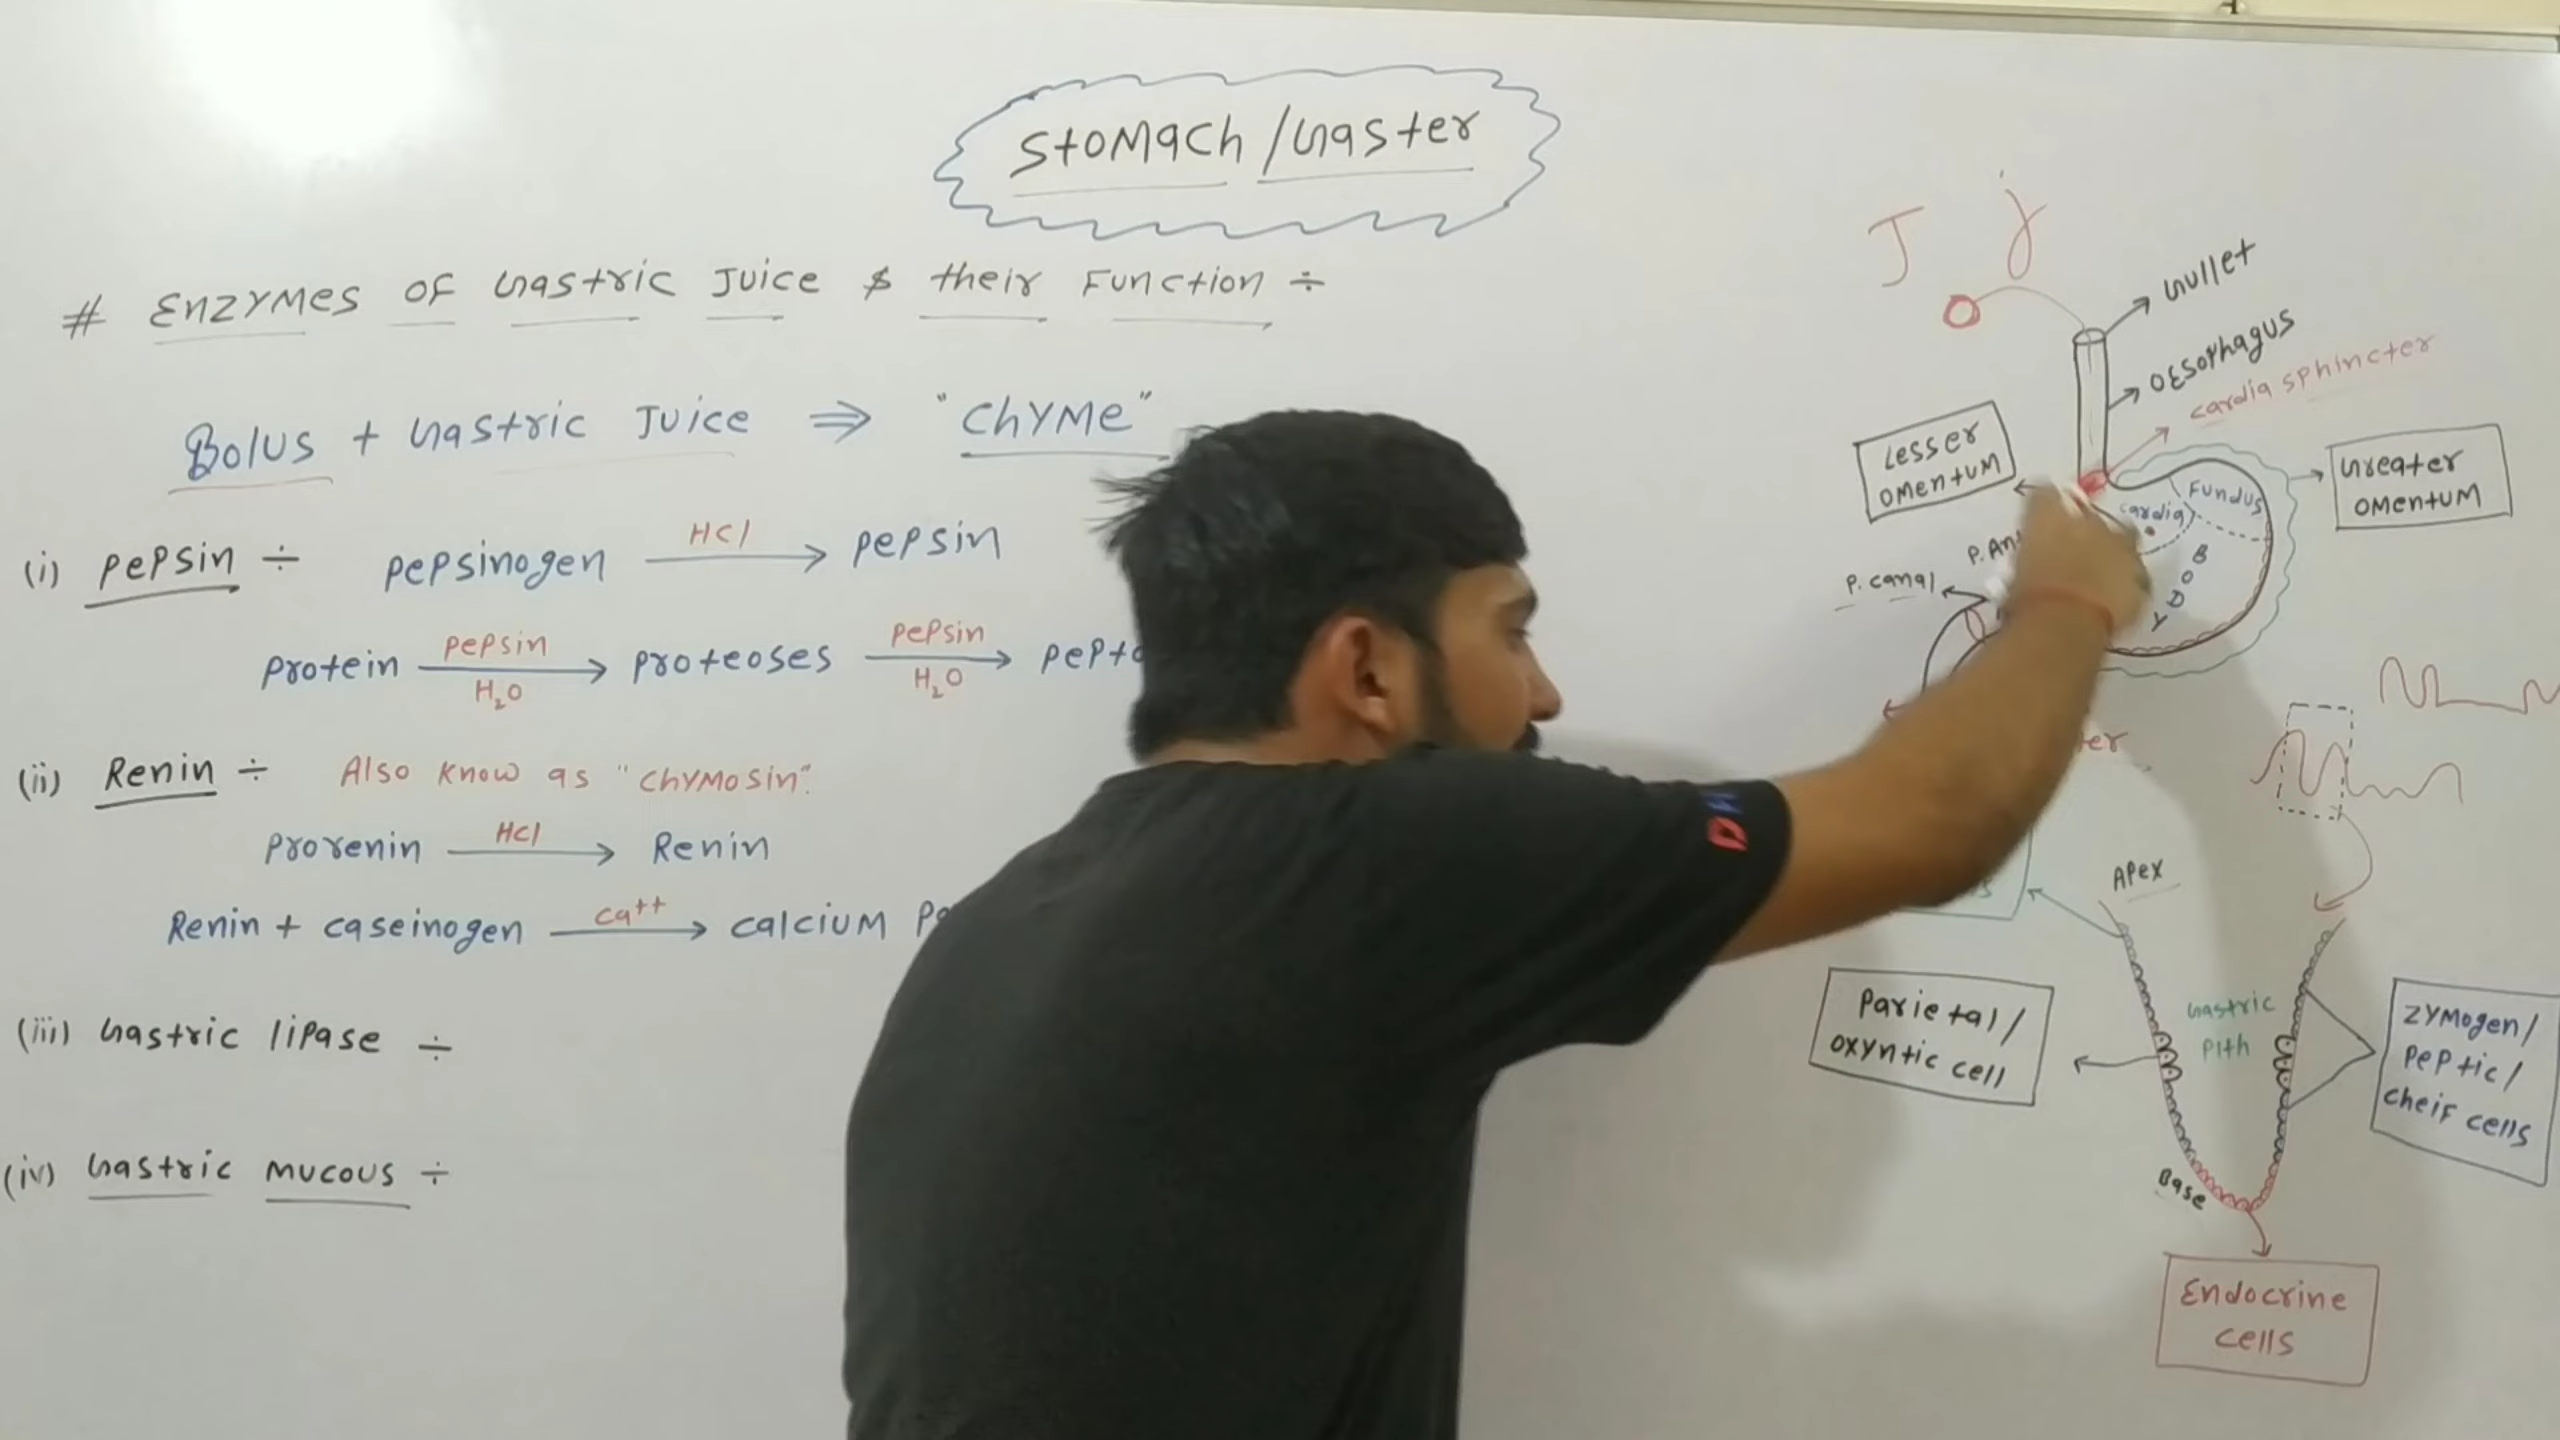 Stomach / Gaster
# Enzymes of Gastric Juice & their Function ÷
Bolus + Gastric Juice ⇒ "Chyme"
(i) Pepsin ÷ Pepsinogen HCl → Pepsin
Protein Pepsin → H₂O Proteoses Pepsin → H₂O
(ii) Renin ÷ Also know as "Chymosin".
Prorenin HCl → Renin
Renin + caseinogen Ca++ → Calcium
(iii) Gastric lipase ÷
(iv) Gastric Mucous ÷
J
Gullet
Oesophagus
Cardia sphincter
Lesser
Omentum
Greater
Omentum
Fundus
Cardia
BODY
P. canal
Apex
Parietal/
Oxyntic cell
Gastric
Pith
Zymogen/
Peptic/
Cheif cells
Base
Endocrine
Cells